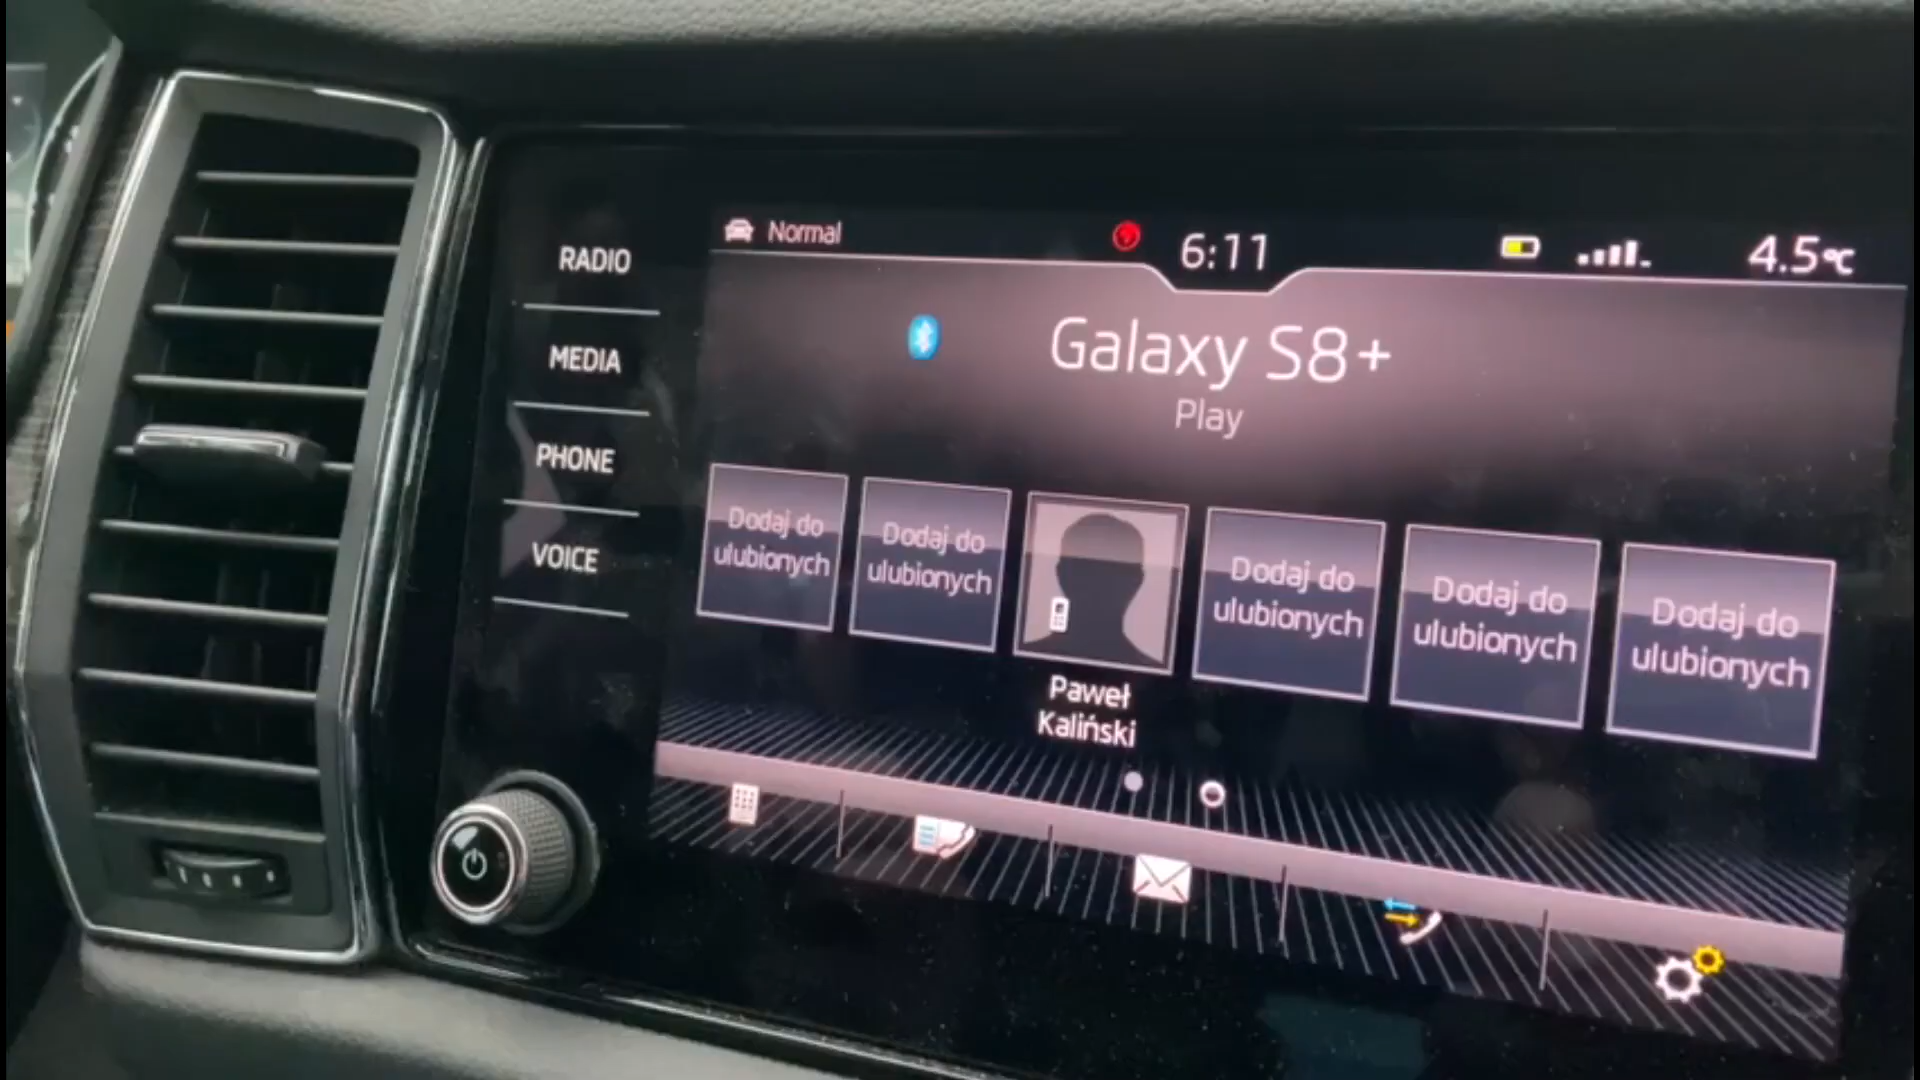 Normal
6:11
4.5°C
RADIO
MEDIA
PHONE
VOICE
Galaxy S8+
Play
Dodaj do
ulubionych
Dodaj do
ulubionych
Paweł
Kaliński
Dodaj do
ulubionych
Dodaj do
ulubionych
Dodaj do
ulubionych